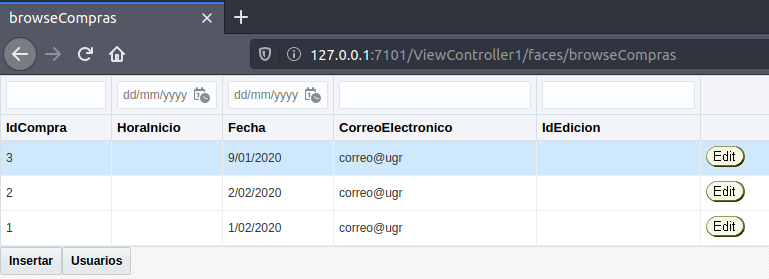 browseCompras
127.0.0.1:7101/ViewController1/faces/browseCompras
dd/mm/yyyy dd/mm/yyyy
IdCompra HoraInicio Fecha CorreoElectronico IdEdicion
3 9/01/2020 correo@ugr Edit
2 2/02/2020 correo@ugr Edit
1 1/02/2020 correo@ugr Edit
Insertar Usuarios